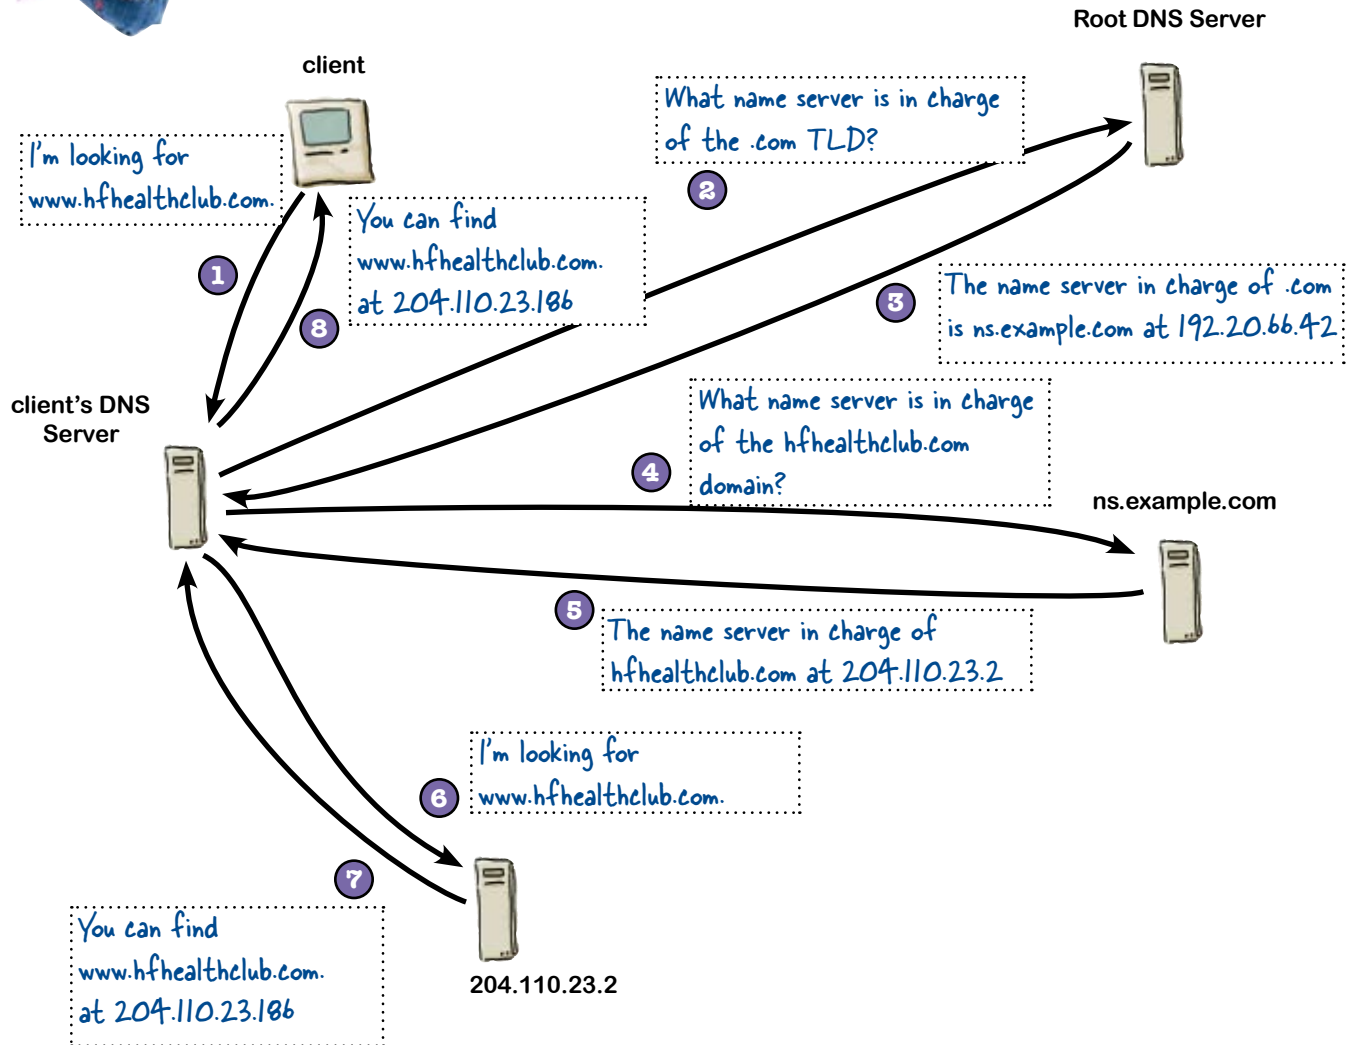 Root DNS Server
client
What name server is in charge
of the .com TLD?
I'm looking for
www.hfhealthclub.com.
2
You can find
www.hfhealthclub.com.
at 204.110.23.186
1
8
3
The name server in charge of .com
is ns.example.com at 192.20.66.42
client's DNS
Server
What name server is in charge
of the hfhealthclub.com
domain?
4
ns.example.com
5
The name server in charge of
hfhealthclub.com at 204.110.23.2
I'm looking for
www.hfhealthclub.com.
6
7
You can find
www.hfhealthclub.com.
at 204.110.23.186
204.110.23.2